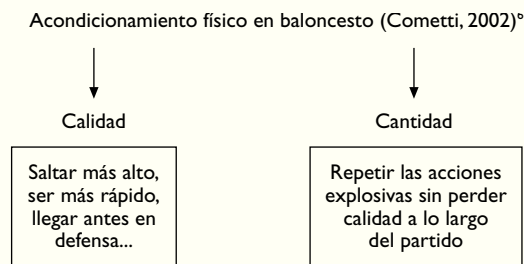 Acondicionamiento físico en baloncesto (Cometti, 2002)⁶
Calidad
Cantidad
Saltar más alto,
ser más rápido,
llegar antes en
defensa...
Repetir las acciones
explosivas sin perder
calidad a lo largo
del partido